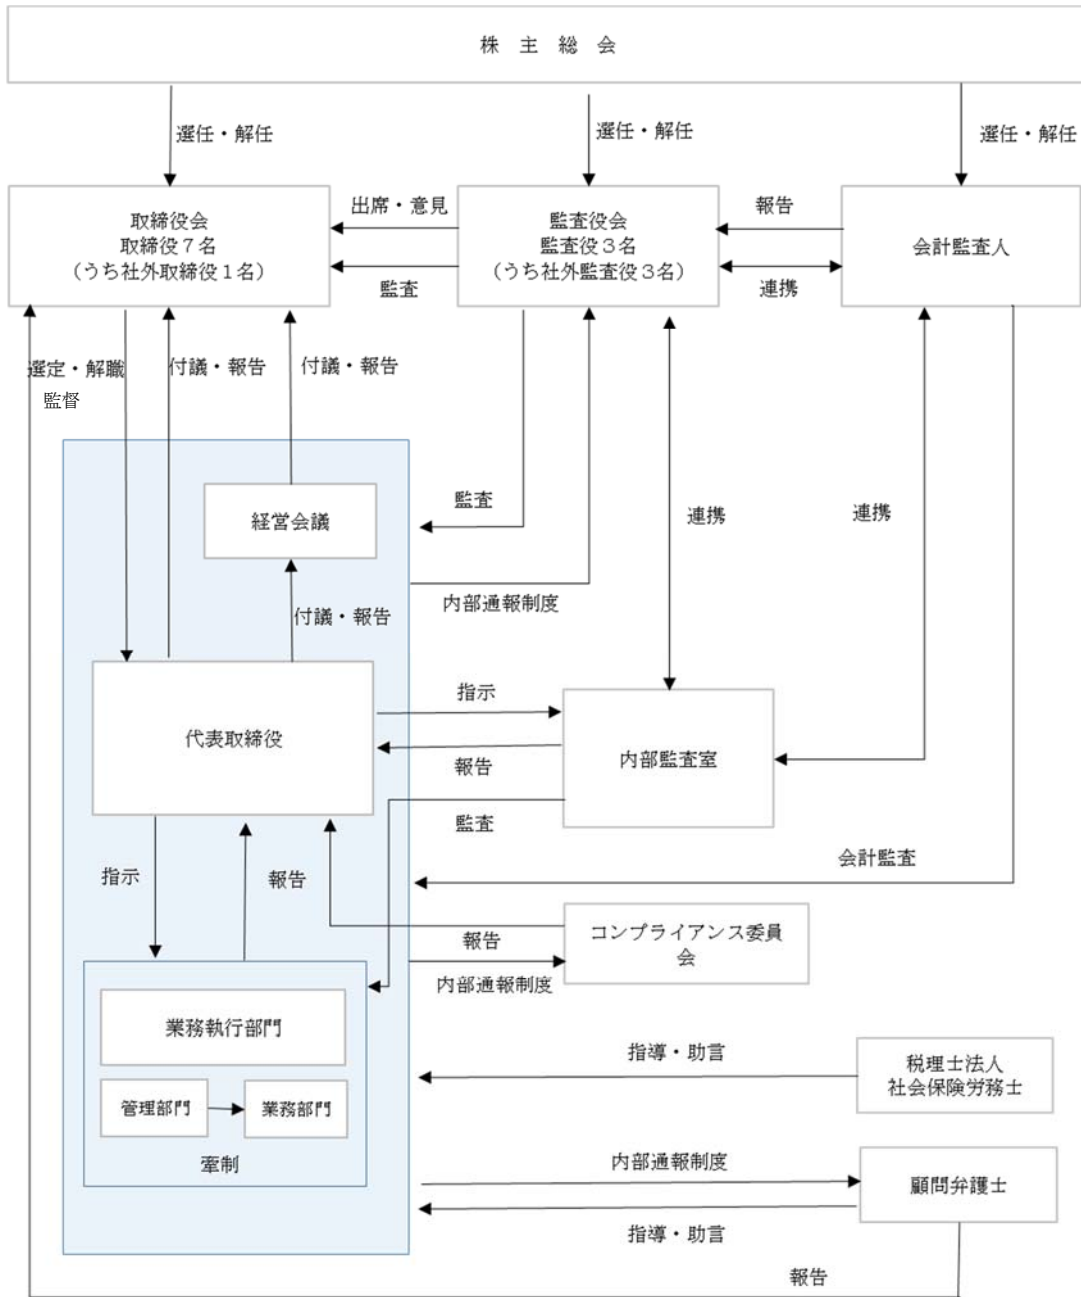 株 主 総 会
選任・解任
選任・解任
選任・解任
取締役会
取締役7名
（うち社外取締役1名）
出席・意見
監査
監査役会
監査役3名
（うち社外監査役3名）
報告
連携
会計監査人
選定・解職
監督
付議・報告
付議・報告
経営会議
監査
連携
連携
内部通報制度
付議・報告
代表取締役
指示
報告
監査
内部監査室
会計監査
指示
報告
報告
内部通報制度
コンプライアンス委員
会
業務執行部門
管理部門
業務部門
牽制
指導・助言
税理士法人
社会保険労務士
内部通報制度
顧問弁護士
指導・助言
報告